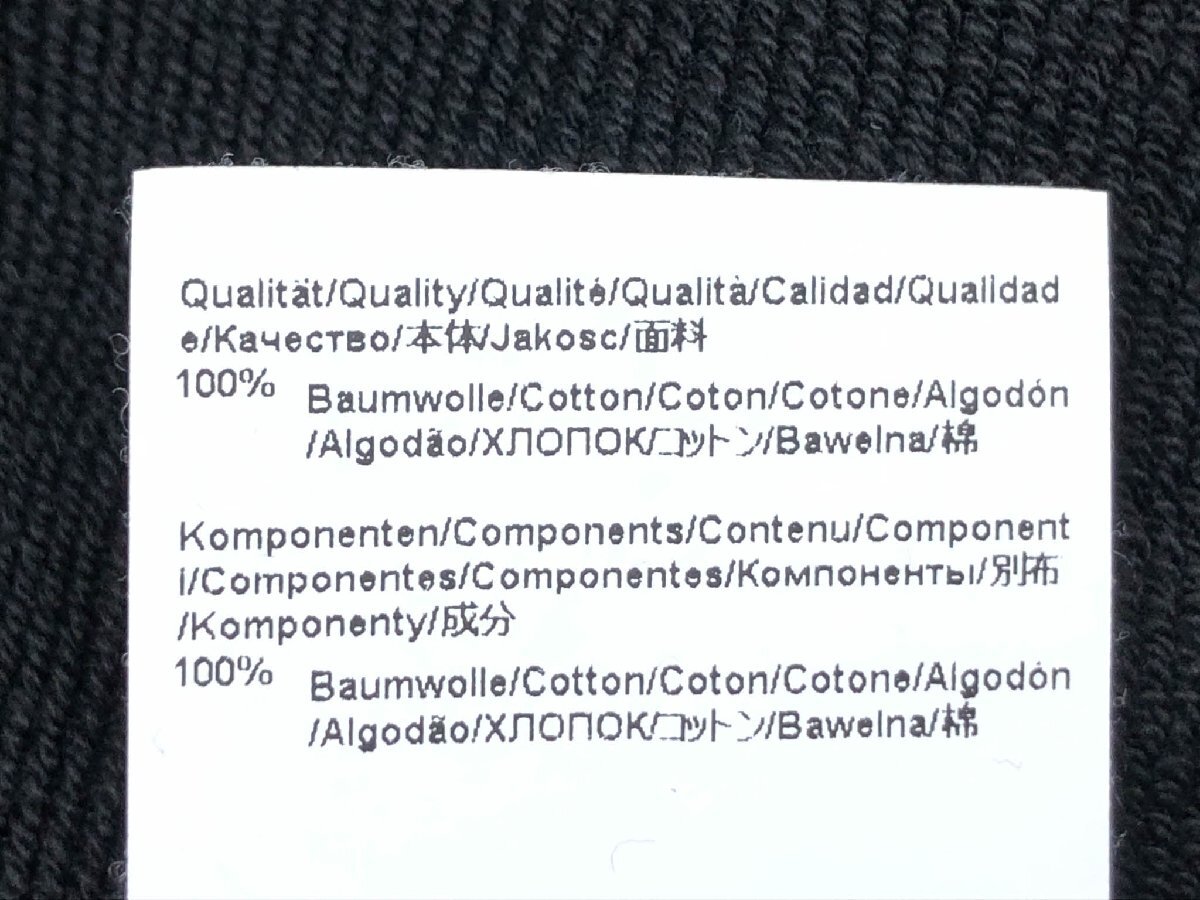 Qualität/Quality/Qualité/Qualità/Calidad/Qualidad
e/Качество/本体/Jakosc/面料
100%
Baumwolle/Cotton/Coton/Cotone/Algodón
/Algodão/ХЛОПОК/コットン/Bawelna/棉
Komponenten/Components/Contenu/Component
i/Componentes/Componentes/Компоненты/別布
/Komponenty/成分
100%
Baumwolle/Cotton/Coton/Cotone/Algodón
/Algodão/ХЛОПОК/コットン/Bawelna/棉